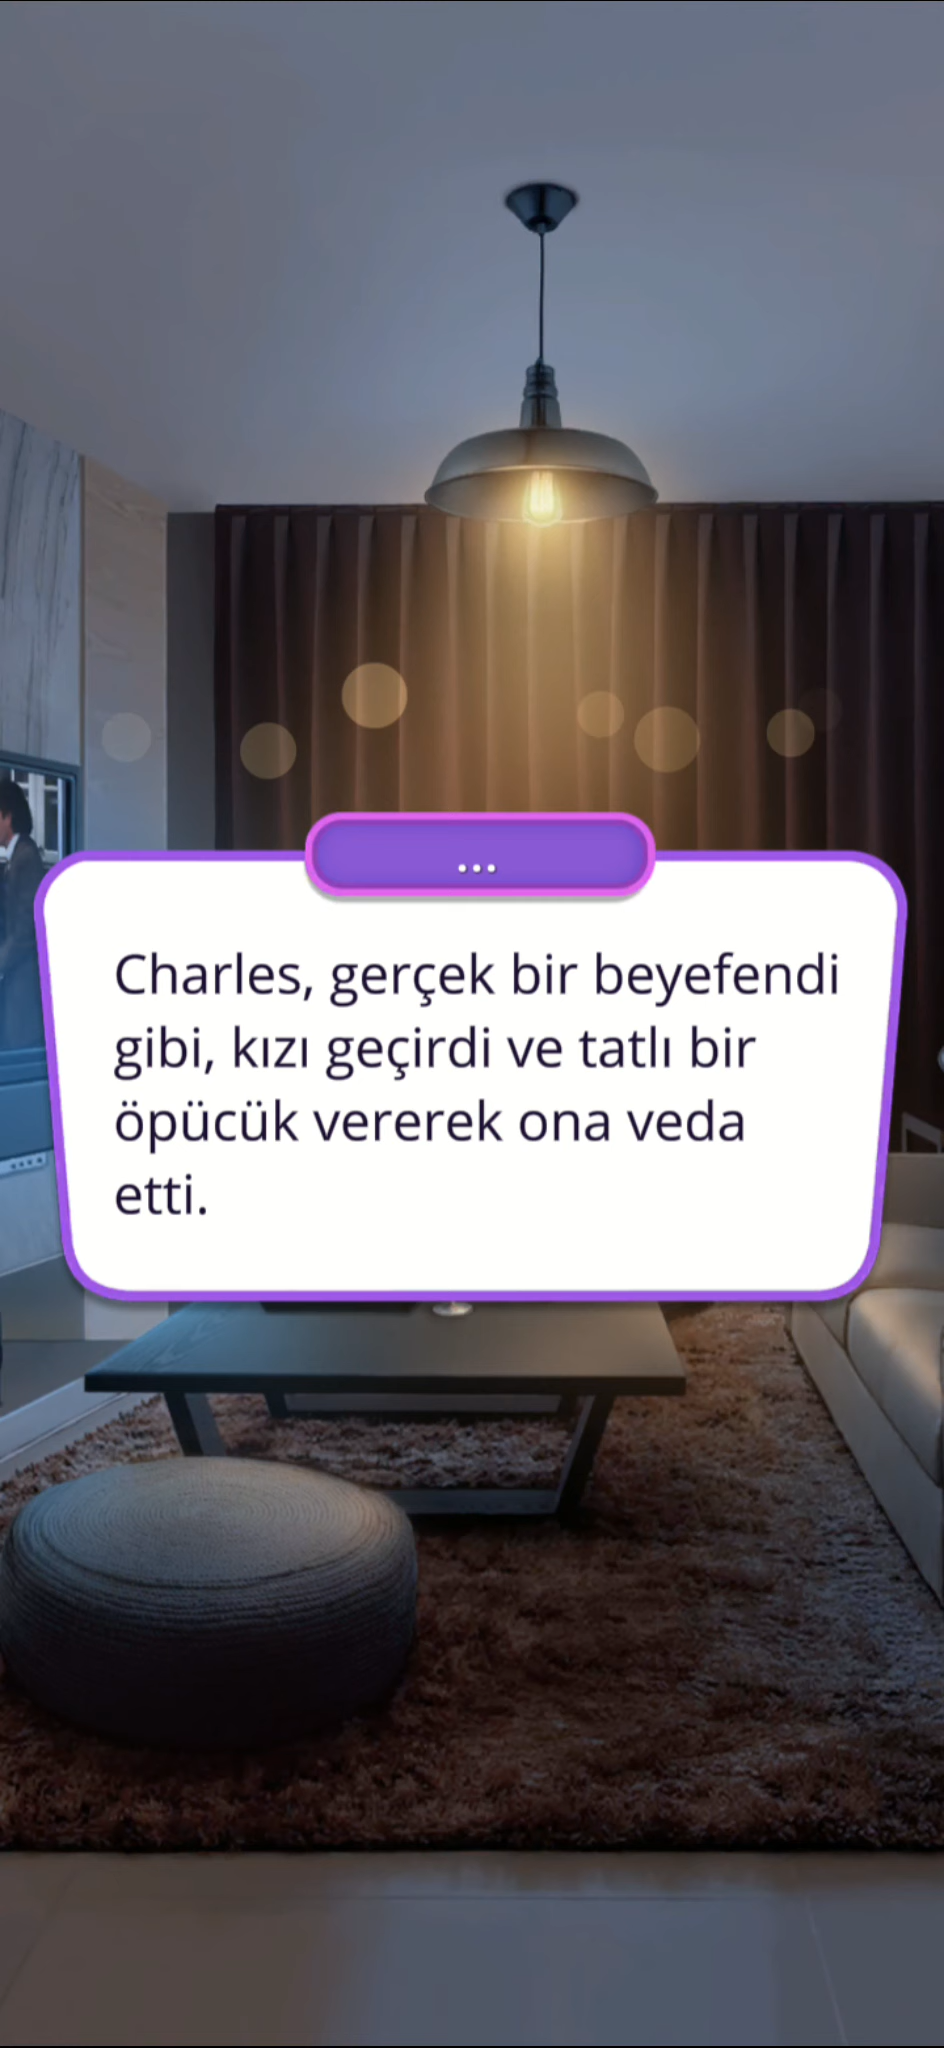 ...
Charles, gerçek bir beyefendi
gibi, kızı geçirdi ve tatlı bir
öpücük vererek ona veda
etti.